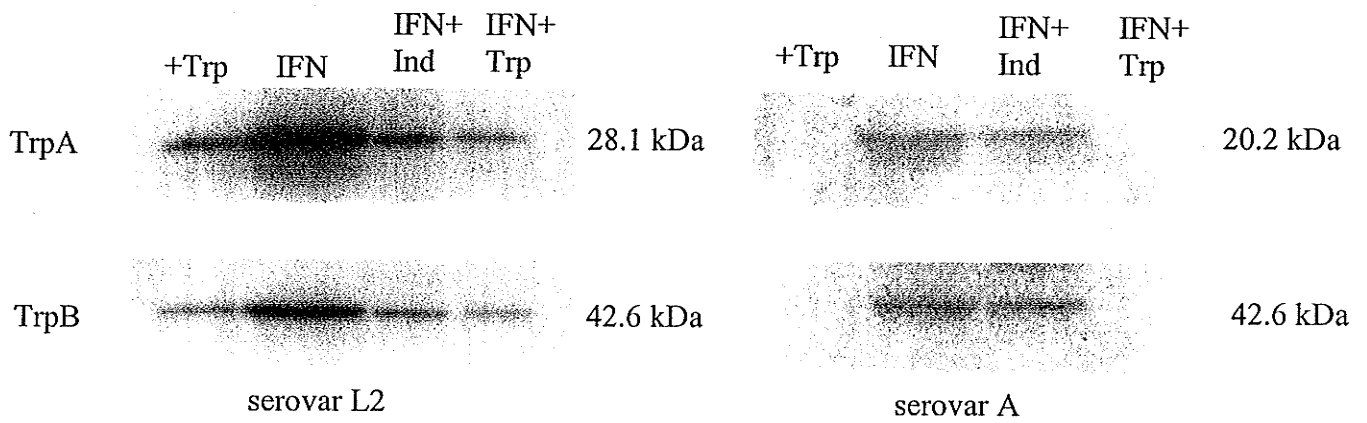 +Trp IFN IFN+ Ind IFN+ Trp
+Trp IFN IFN+ Ind IFN+ Trp
TrpA 28.1 kDa 20.2 kDa
TrpB 42.6 kDa 42.6 kDa
serovar L2 serovar A